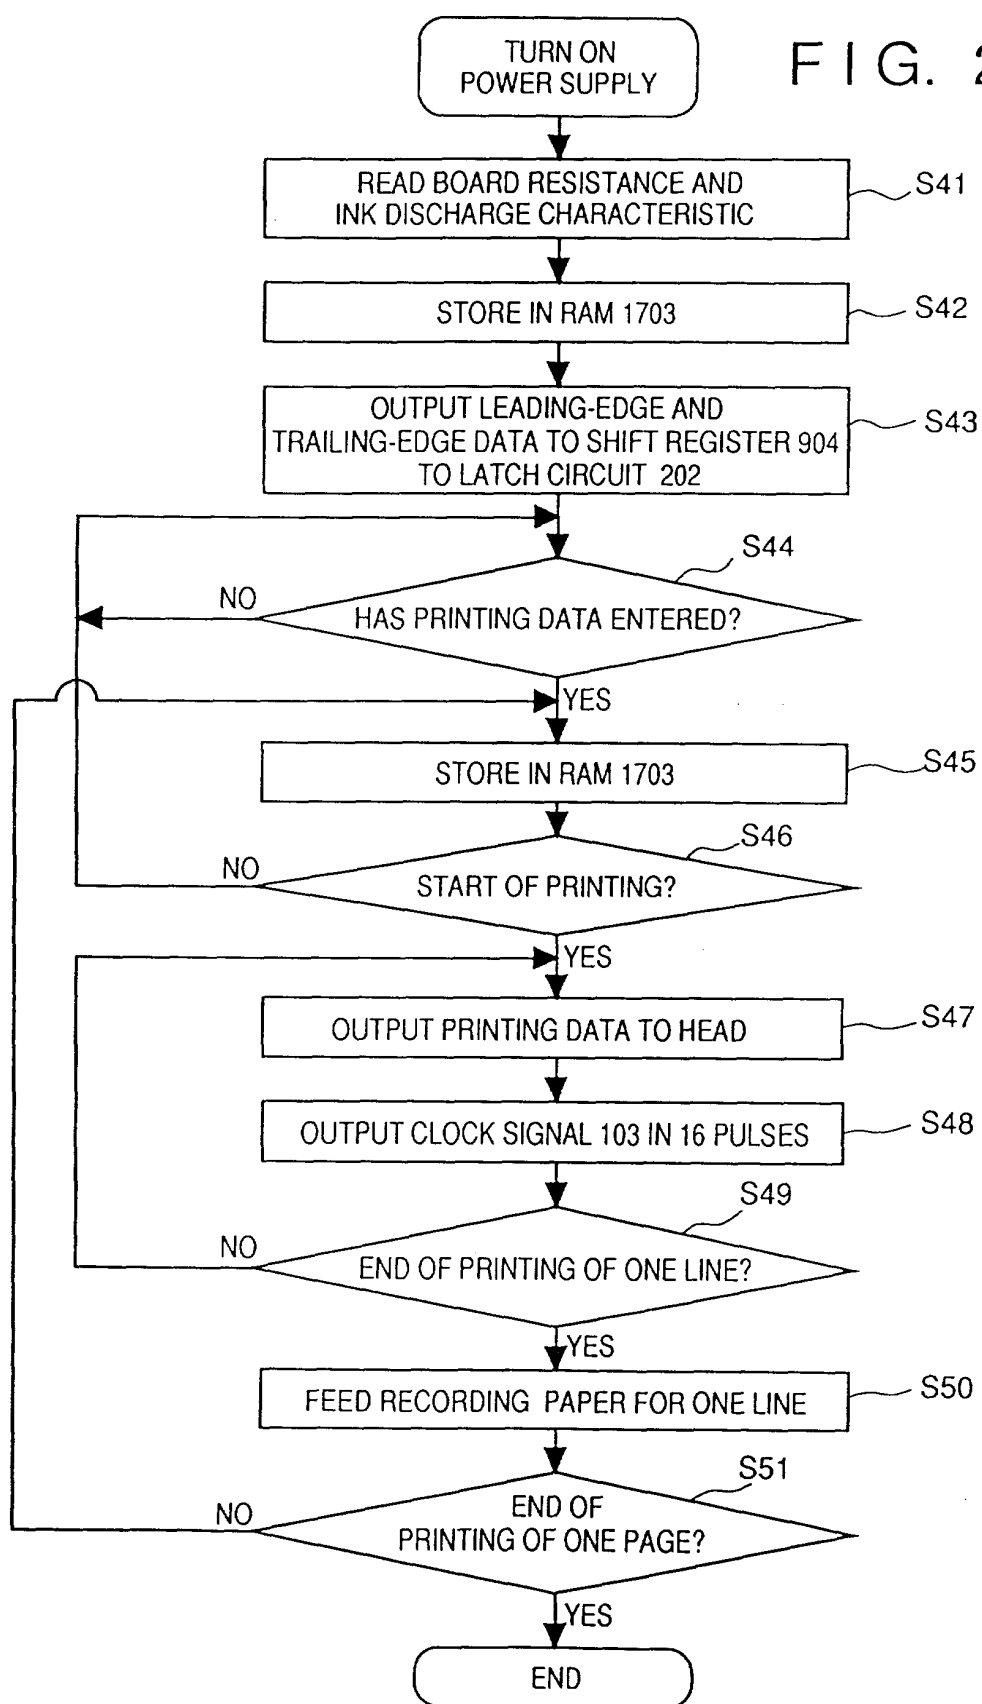 TURN ON
POWER SUPPLY
F I G. 2
READ BOARD RESISTANCE AND
INK DISCHARGE CHARACTERISTIC
S41
STORE IN RAM 1703
S42
OUTPUT LEADING-EDGE AND
TRAILING-EDGE DATA TO SHIFT REGISTER 904
TO LATCH CIRCUIT 202
S43
S44
NO
HAS PRINTING DATA ENTERED?
YES
STORE IN RAM 1703
S45
S46
NO
START OF PRINTING?
YES
OUTPUT PRINTING DATA TO HEAD
S47
OUTPUT CLOCK SIGNAL 103 IN 16 PULSES
S48
S49
NO
END OF PRINTING OF ONE LINE?
YES
FEED RECORDING PAPER FOR ONE LINE
S50
S51
NO
END OF
PRINTING OF ONE PAGE?
YES
END